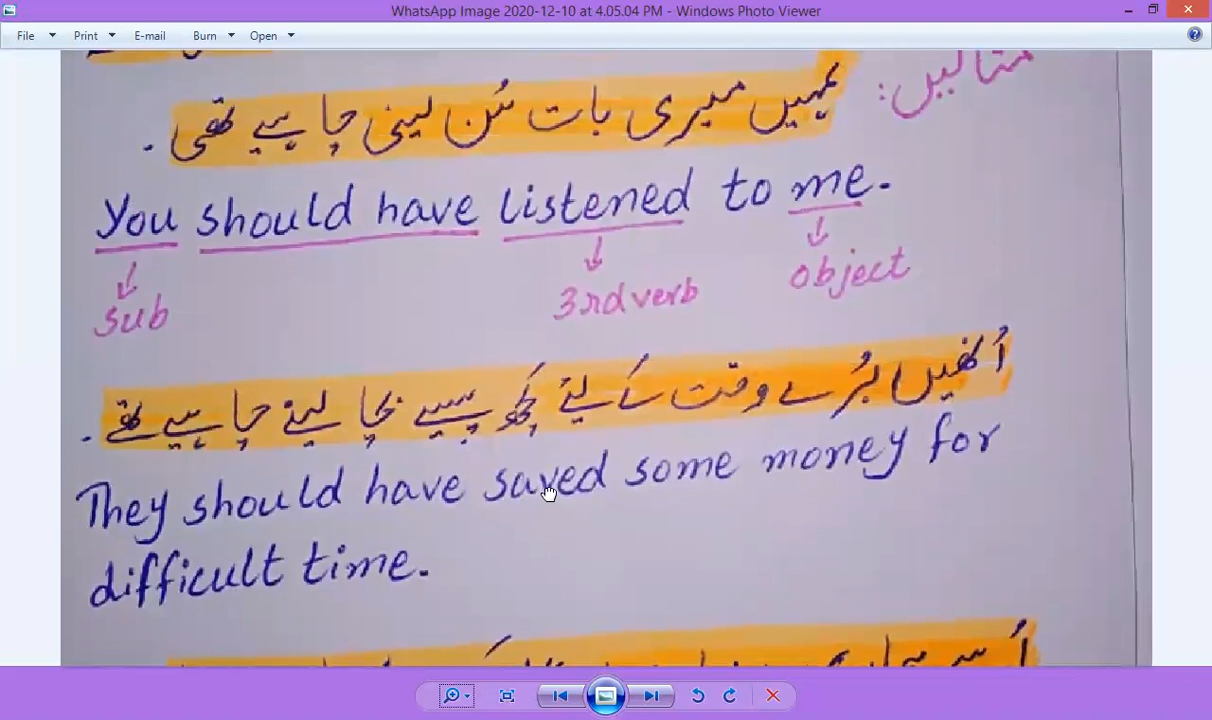 WhatsApp Image 2020-12-10 at 4.05.04 PM - Windows Photo Viewer
File Print E-mail Burn Open
مثالیں:
تمہیں میری بات سُن لینی چاہیے تھی۔
You should have listened to me.
sub 3rd verb object
اُنھیں بُرے وقت کے لیئے کُچھ پیسے بچا لینے چاہیے تھے۔
They should have saved some money for
difficult time.